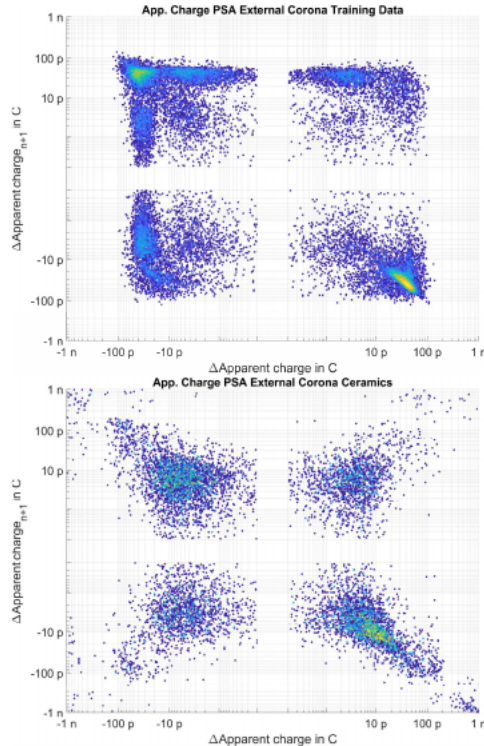 App. Charge PSA External Corona Training Data
1 n
100 p
10 p
-10 p
-100 p
-1 n
ΔApparent charge n+1 in C
-1 n -100 p -10 p 10 p 100 p 1 n
ΔApparent charge in C
App. Charge PSA External Corona Ceramics
1 n
100 p
10 p
-10 p
-100 p
-1 n
ΔApparent charge n+1 in C
-1 n -100 p -10 p 10 p 100 p 1 n
ΔApparent charge in C